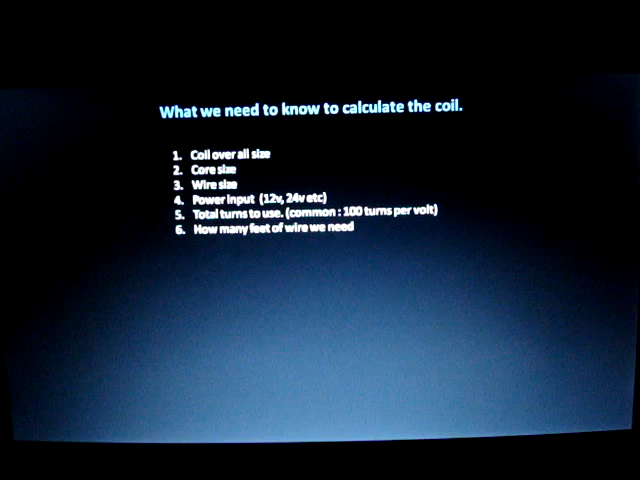 What we need to know to calculate the coil.
1. Coil over all size
2. Core size
3. Wire size
4. Power input (12v, 24v etc)
5. Total turns to use. (common : 100 turns per volt)
6. How many feet of wire we need